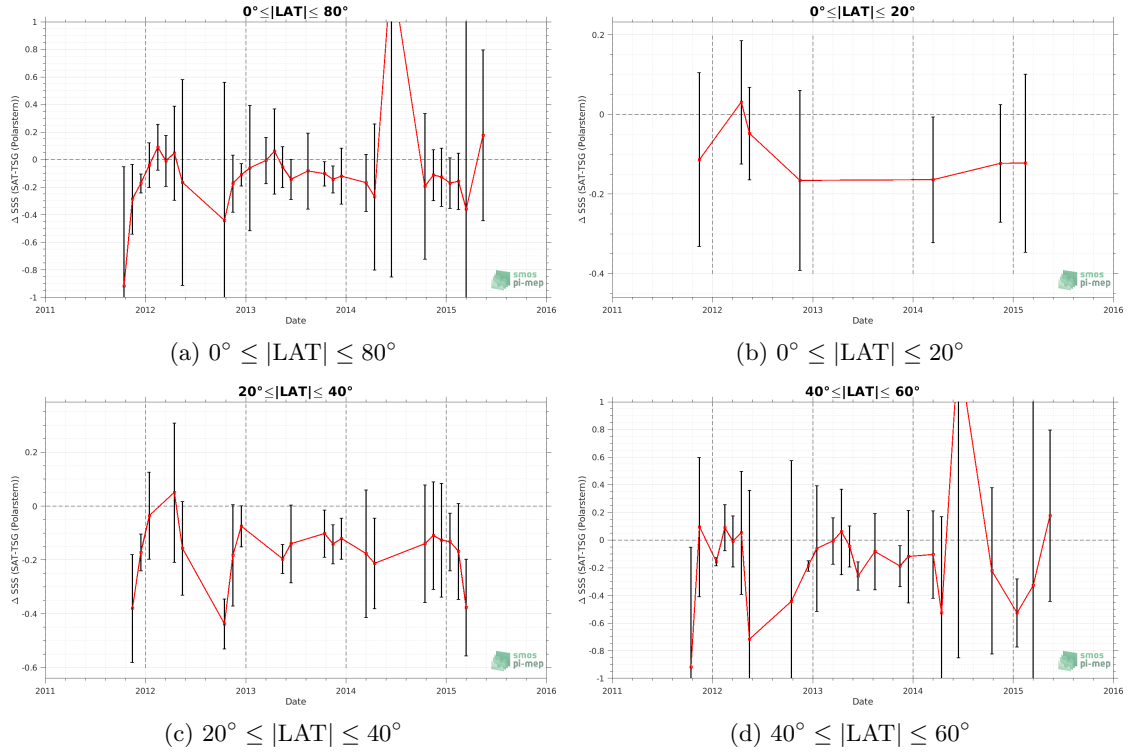 0°≤|LAT|≤ 80°
Δ SSS (SAT-TSG (Polarstern))
1
0.8
0.6
0.4
0.2
0
-0.2
-0.4
-0.6
-0.8
-1
2011 2012 2013 2014 2015 2016
Date
smos
pi-mep
(a) 0° ≤ |LAT| ≤ 80°
0°≤|LAT|≤ 20°
Δ SSS (SAT-TSG (Polarstern))
0.2
0
-0.2
-0.4
2011 2012 2013 2014 2015 2016
Date
smos
pi-mep
(b) 0° ≤ |LAT| ≤ 20°
20°≤|LAT|≤ 40°
Δ SSS (SAT-TSG (Polarstern))
0.2
0
-0.2
-0.4
-0.6
2011 2012 2013 2014 2015 2016
Date
smos
pi-mep
(c) 20° ≤ |LAT| ≤ 40°
40°≤|LAT|≤ 60°
Δ SSS (SAT-TSG (Polarstern))
1
0.8
0.6
0.4
0.2
0
-0.2
-0.4
-0.6
-0.8
-1
2011 2012 2013 2014 2015 2016
Date
smos
pi-mep
(d) 40° ≤ |LAT| ≤ 60°